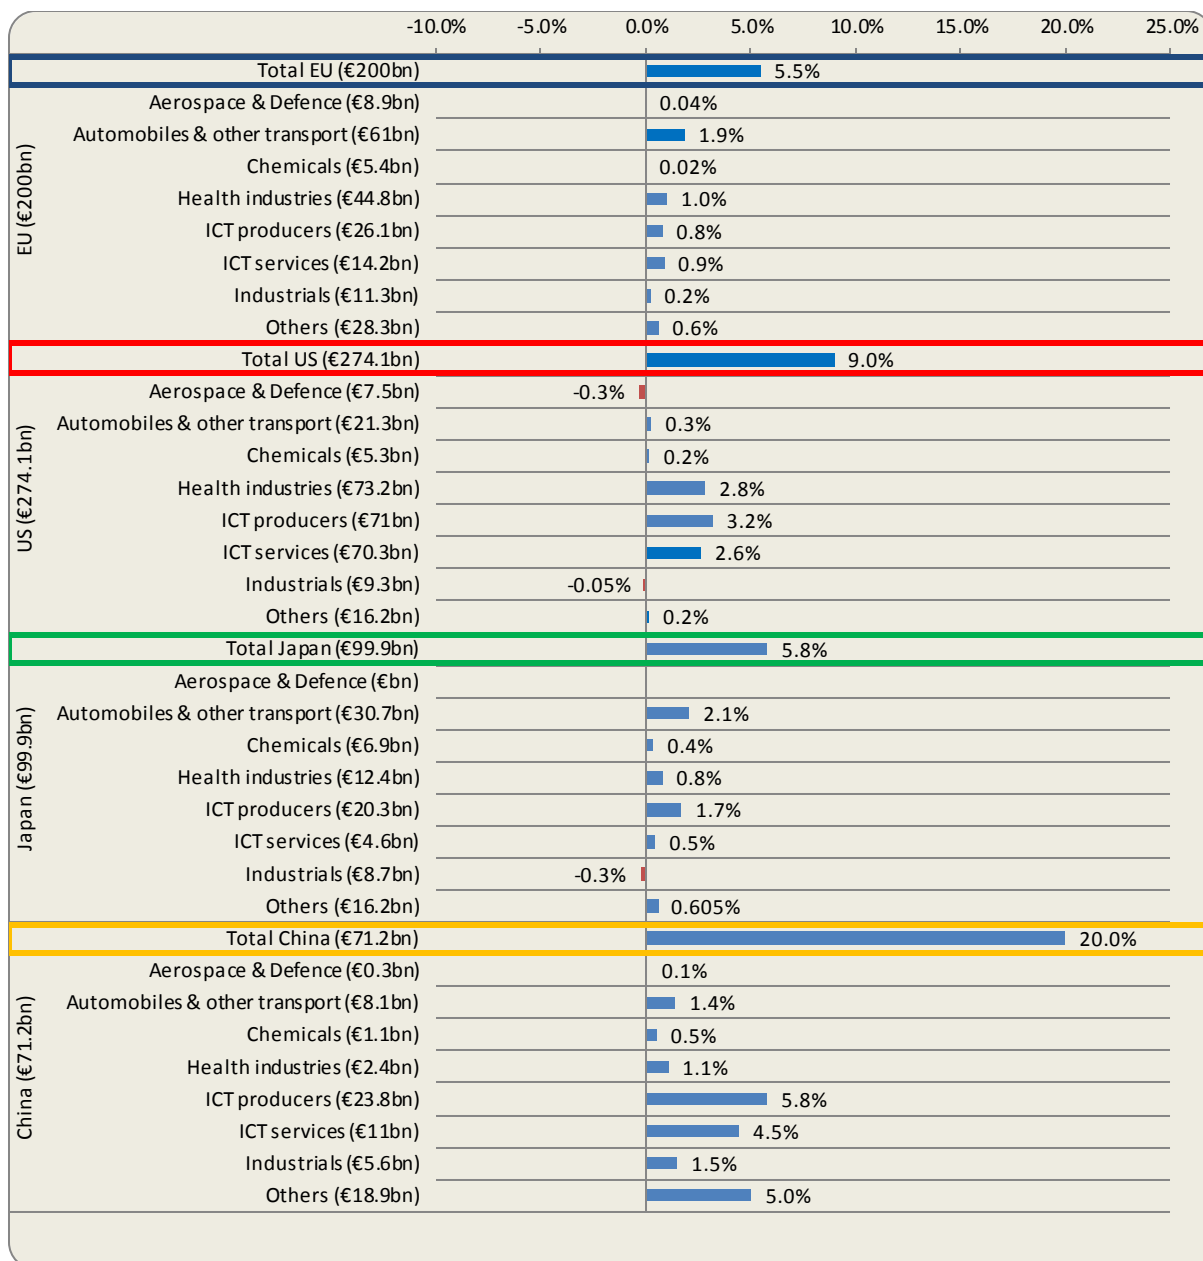 -10.0% -5.0% 0.0% 5.0% 10.0% 15.0% 20.0% 25.0%
Total EU (€200bn) 5.5%
EU (€200bn)
Aerospace & Defence (€8.9bn) 0.04%
Automobiles & other transport (€61bn) 1.9%
Chemicals (€5.4bn) 0.02%
Health industries (€44.8bn) 1.0%
ICT producers (€26.1bn) 0.8%
ICT services (€14.2bn) 0.9%
Industrials (€11.3bn) 0.2%
Others (€28.3bn) 0.6%
Total US (€274.1bn) 9.0%
US (€274.1bn)
Aerospace & Defence (€7.5bn) -0.3%
Automobiles & other transport (€21.3bn) 0.3%
Chemicals (€5.3bn) 0.2%
Health industries (€73.2bn) 2.8%
ICT producers (€71bn) 3.2%
ICT services (€70.3bn) 2.6%
Industrials (€9.3bn) -0.05%
Others (€16.2bn) 0.2%
Total Japan (€99.9bn) 5.8%
Japan (€99.9bn)
Aerospace & Defence (€bn)
Automobiles & other transport (€30.7bn) 2.1%
Chemicals (€6.9bn) 0.4%
Health industries (€12.4bn) 0.8%
ICT producers (€20.3bn) 1.7%
ICT services (€4.6bn) 0.5%
Industrials (€8.7bn) -0.3%
Others (€16.2bn) 0.605%
Total China (€71.2bn) 20.0%
China (€71.2bn)
Aerospace & Defence (€0.3bn) 0.1%
Automobiles & other transport (€8.1bn) 1.4%
Chemicals (€1.1bn) 0.5%
Health industries (€2.4bn) 1.1%
ICT producers (€23.8bn) 5.8%
ICT services (€11bn) 4.5%
Industrials (€5.6bn) 1.5%
Others (€18.9bn) 5.0%